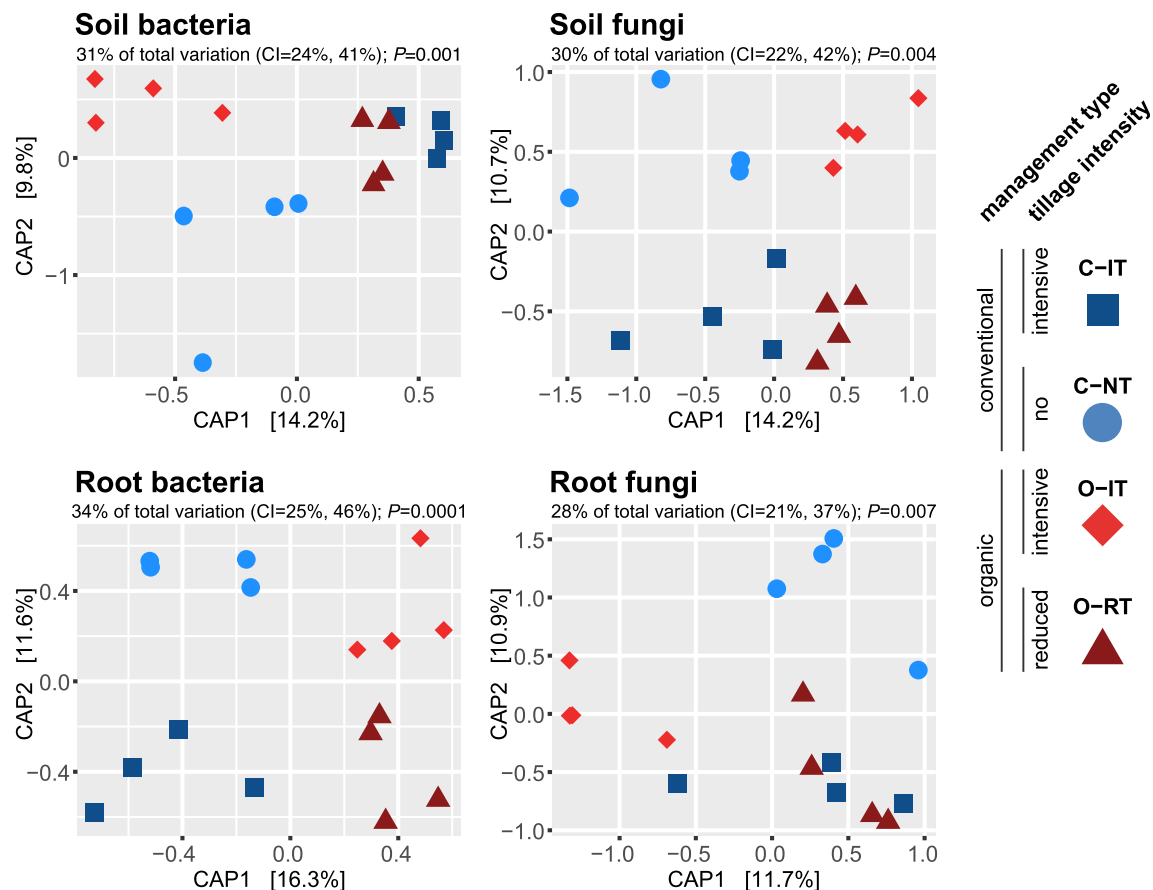 Soil bacteria
31% of total variation (CI=24%, 41%); P=0.001
0
−1
CAP2 [9.8%]
−0.5
0.0
0.5
CAP1 [14.2%]
Soil fungi
30% of total variation (CI=22%, 42%); P=0.004
1.0
0.5
0.0
−0.5
CAP2 [10.7%]
−1.5
−1.0
−0.5
0.0
0.5
1.0
CAP1 [14.2%]
Root bacteria
34% of total variation (CI=25%, 46%); P=0.0001
0.4
0.0
−0.4
CAP2 [11.6%]
−0.4
0.0
0.4
CAP1 [16.3%]
Root fungi
28% of total variation (CI=21%, 37%); P=0.007
1.5
1.0
0.5
0.0
−0.5
−1.0
CAP2 [10.9%]
−1.0
−0.5
0.0
0.5
1.0
CAP1 [11.7%]
management type
tillage intensity
conventional
intensive
C−IT
no
C−NT
organic
intensive
O−IT
reduced
O−RT